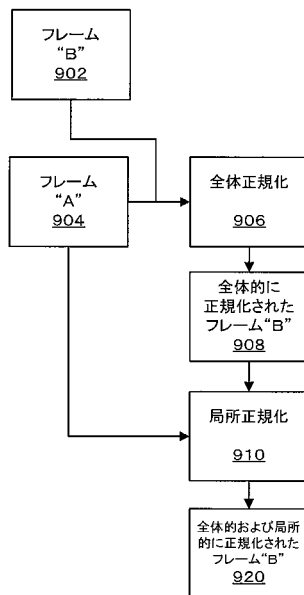 フレーム
“B”
902
フレーム
“A”
904
全体正規化
906
全体的に
正規化された
フレーム“B”
908
局所正規化
910
全体的および局所
的に正規化された
フレーム“B”
920